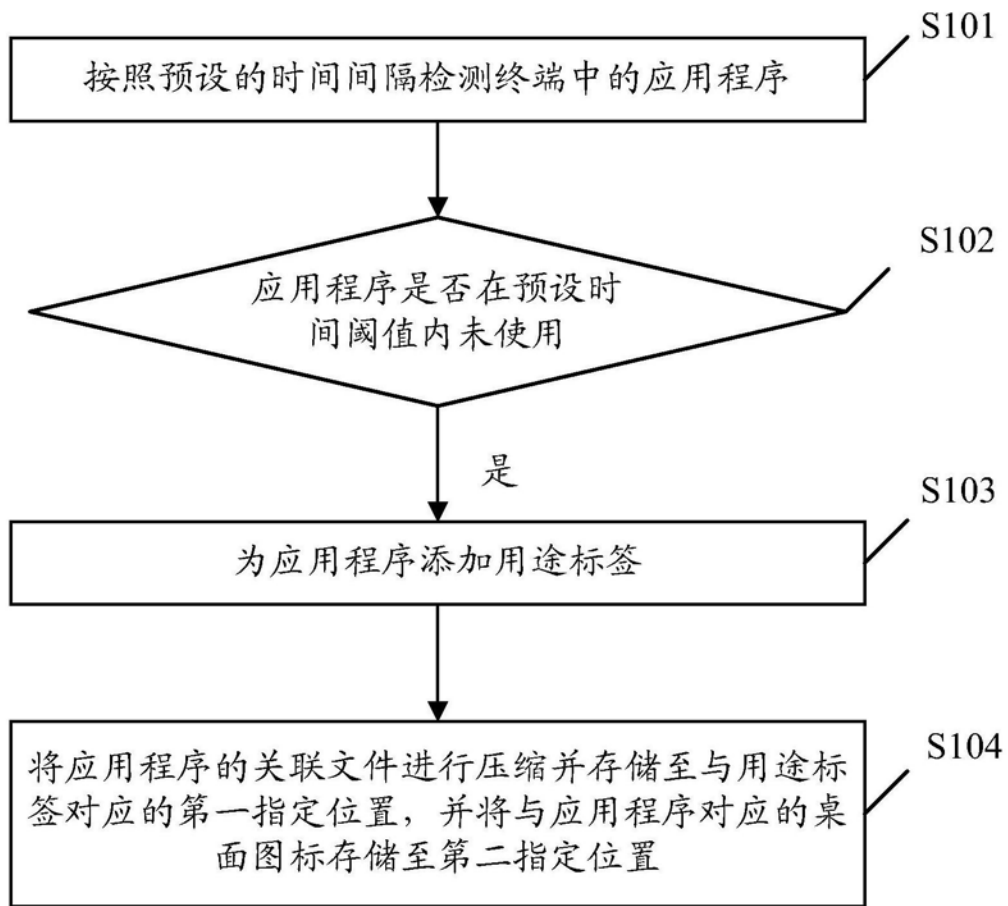 S101
按照预设的时间间隔检测终端中的应用程序
S102
应用程序是否在预设时
间阈值内未使用
是
S103
为应用程序添加用途标签
S104
将应用程序的关联文件进行压缩并存储至与用途标
签对应的第一指定位置，并将与应用程序对应的桌
面图标存储至第二指定位置